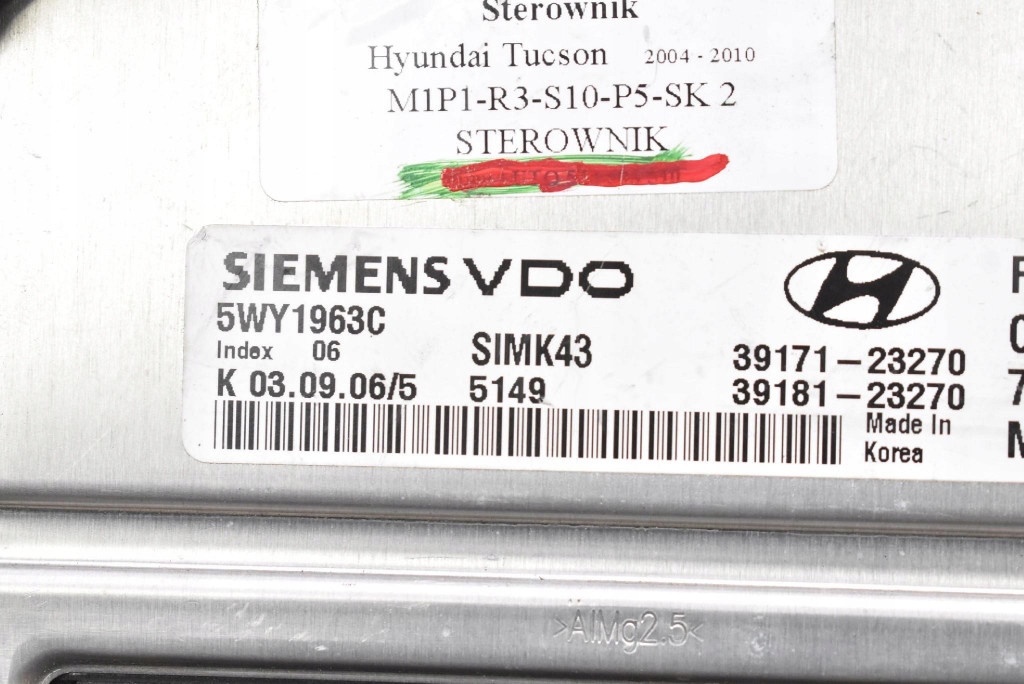 Sterownik
Hyundai Tucson 2004 - 2010
M1P1-R3-S10-P5-SK 2
STEROWNIK
SIEMENS VDO
5WY1963C
Index 06
SIMK43
K 03.09.06/5 5149
39171-23270
39181-23270
Made In
Korea
7
>AlMg2.5<